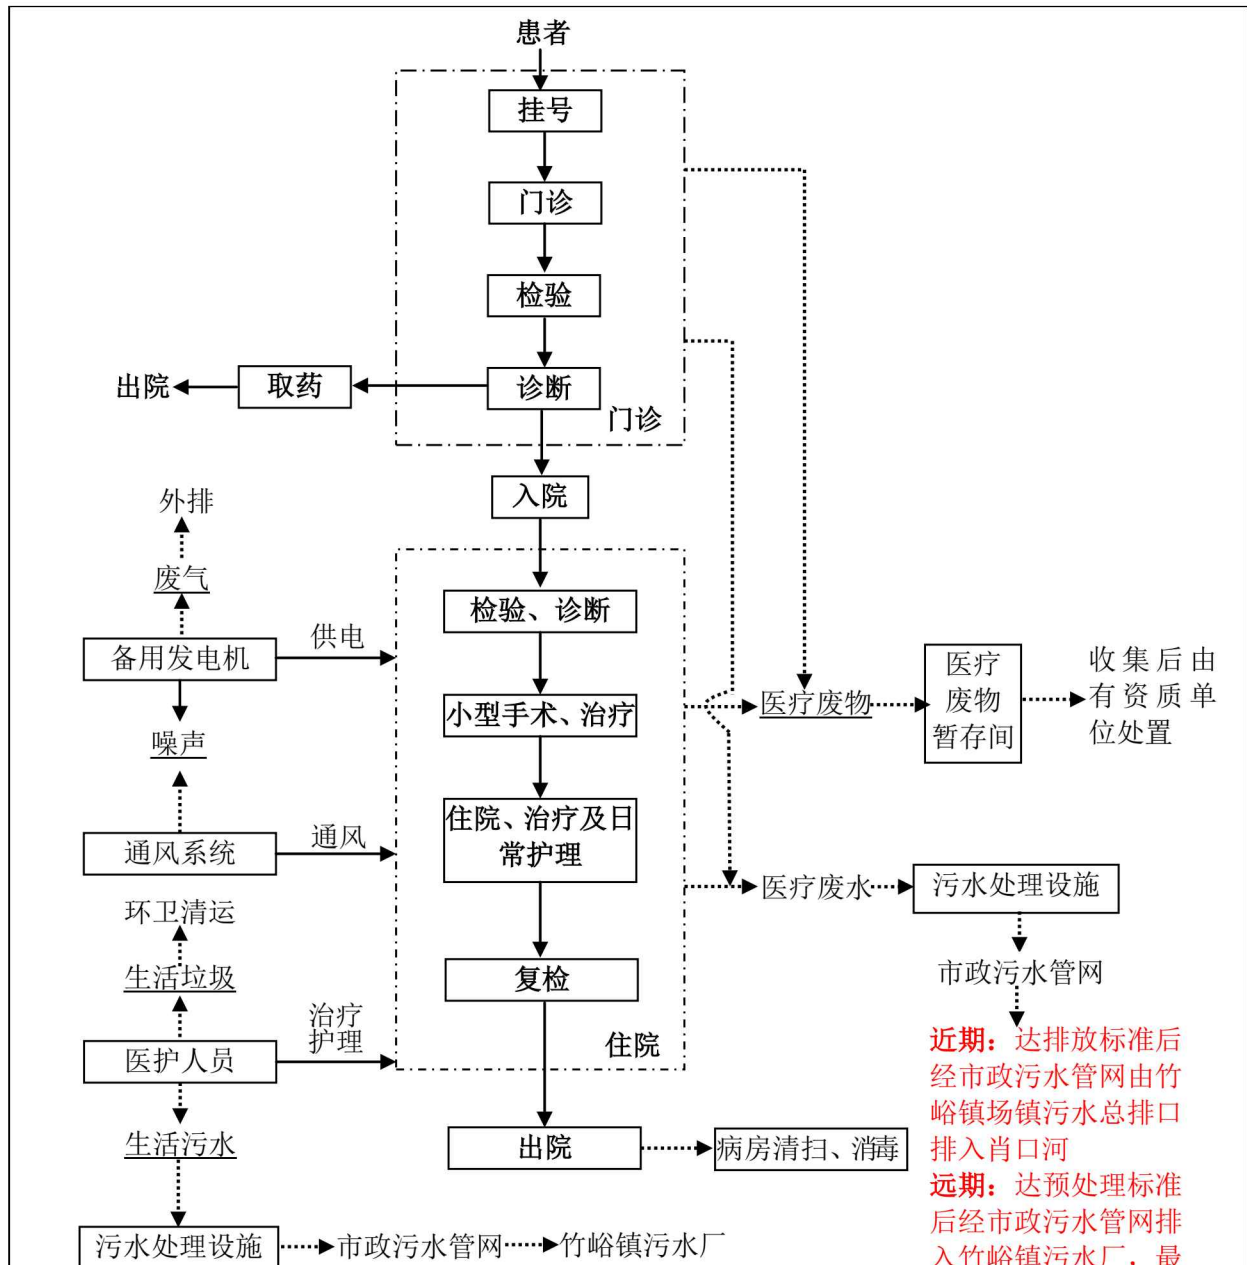 患者
挂号
门诊
检验
出院
取药
诊断
门诊
入院
外排
废气
备用发电机
供电
噪声
通风系统
通风
环卫清运
生活垃圾
医护人员
治疗
护理
生活污水
污水处理设施
市政污水管网
竹峪镇污水厂
检验、诊断
小型手术、治疗
住院、治疗及日
常护理
复检
住院
出院
病房清扫、消毒
医疗废物
医疗
废物
暂存间
收集后由
有资质单
位处置
医疗废水
污水处理设施
市政污水管网
近期：达排放标准后
经市政污水管网由竹
峪镇场镇污水总排口
排入肖口河
远期：达预处理标准
后经市政污水管网排
入竹峪镇污水厂，最